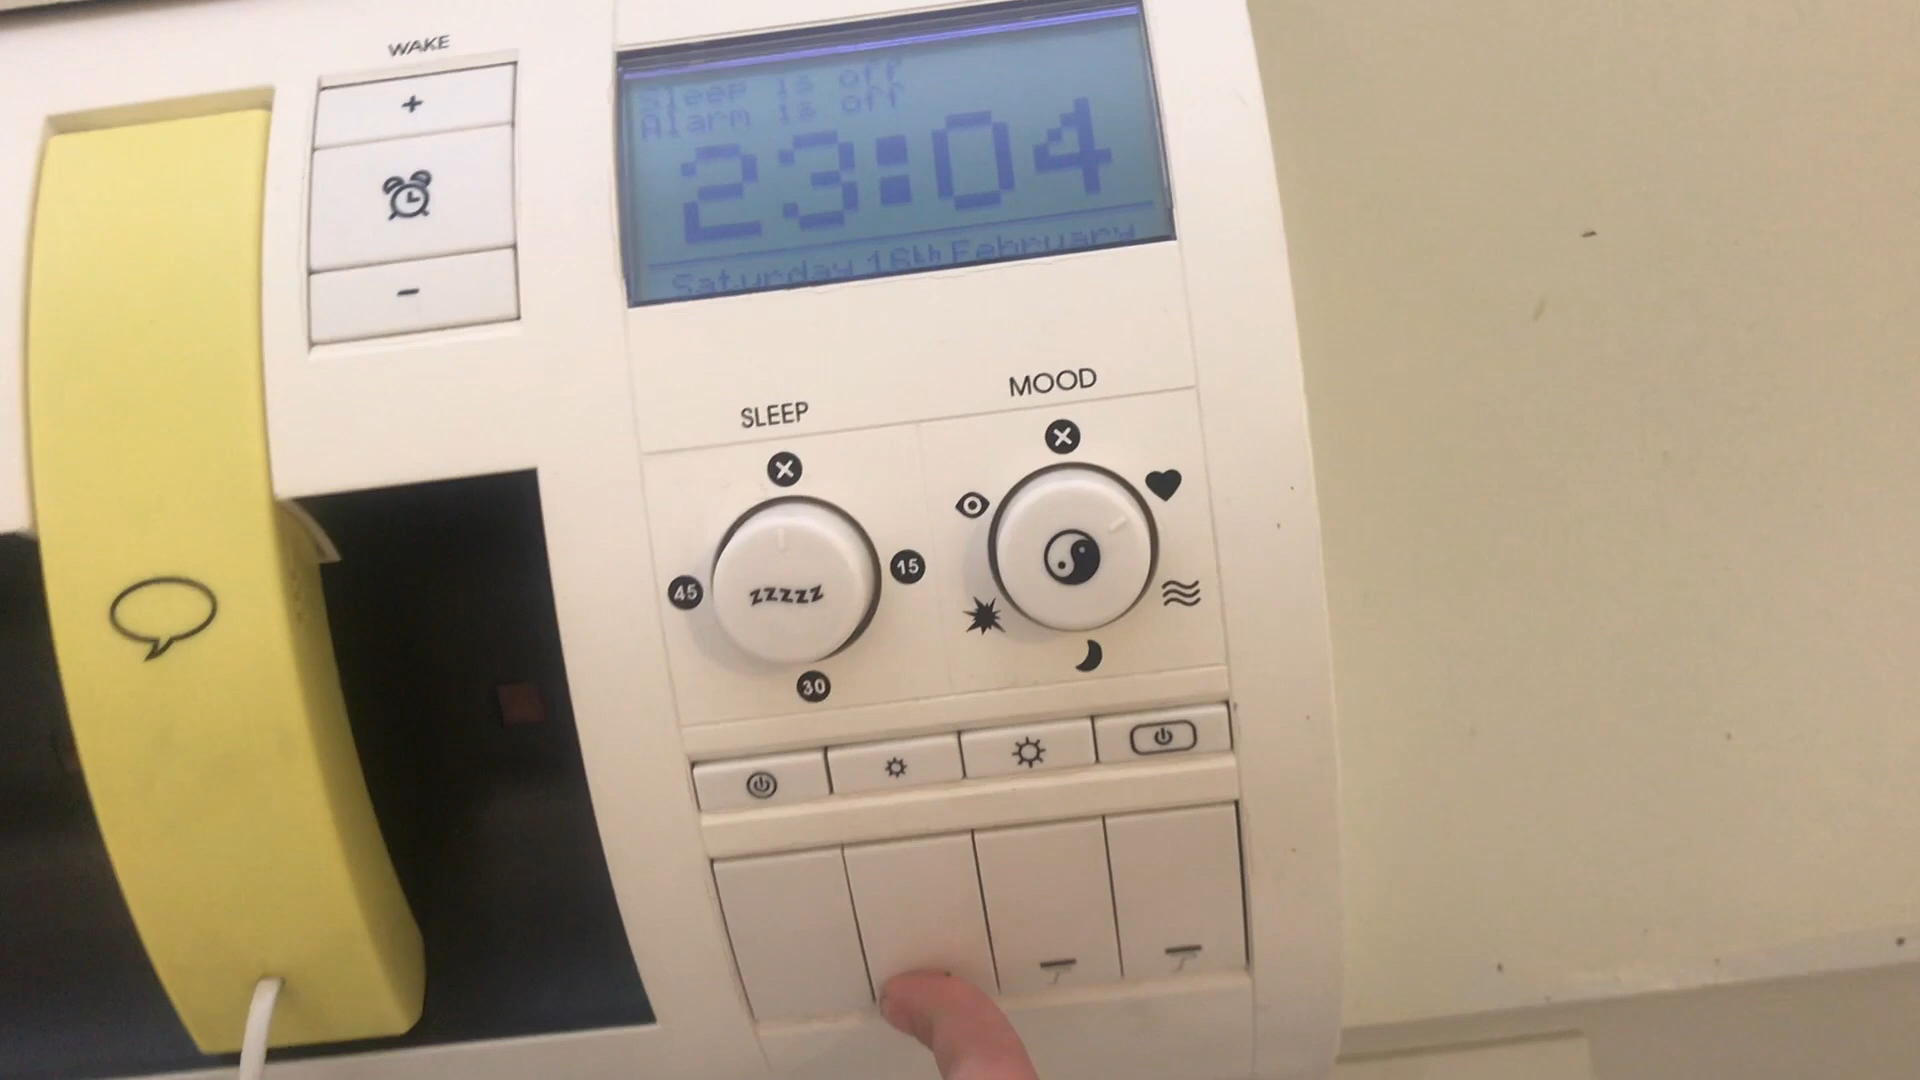 WAKE
+
-
Sleep is off
Alarm is off
23:04
Saturday 16th February
SLEEP
MOOD
15
45
zzzzz
30